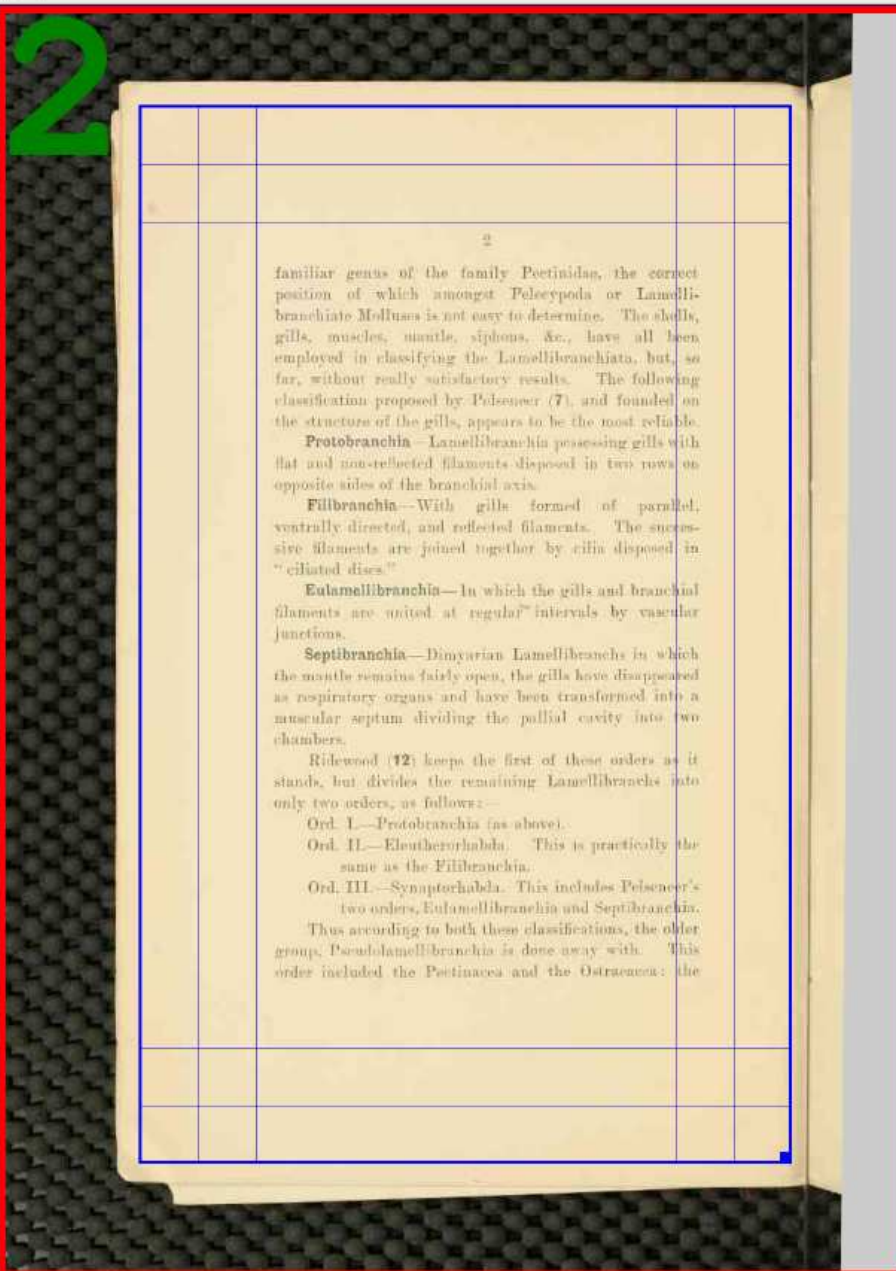 2
2
familiar genus of the family Pectinidae, the correct
position of which amongst Pelecypoda or Lamelli-
branchiate Molluscs is not easy to determine. The shells,
gills, muscles, mantle, siphons, &c., have all been
employed in classifying the Lamellibranchiata, but, so
far, without really satisfactory results. The following
classification proposed by Pelseneer (7), and founded on
the structure of the gills, appears to be the most reliable.
Protobranchia—Lamellibranchia possessing gills with
flat and non-reflected filaments disposed in two rows on
opposite sides of the branchial axis.
Filibranchia—With gills formed of parallel,
ventrally directed, and reflected filaments. The succes-
sive filaments are joined together by cilia disposed in
"ciliated discs."
Eulamellibranchia—In which the gills and branchial
filaments are united at regular intervals by vascular
junctions.
Septibranchia—Dimyarian Lamellibranchs in which
the mantle remains fairly open, the gills have disappeared
as respiratory organs and have been transformed into a
muscular septum dividing the pallial cavity into two
chambers.
Ridewood (12) keeps the first of these orders as it
stands, but divides the remaining Lamellibranchs into
only two orders, as follows:—
Ord. I.—Protobranchia (as above).
Ord. II.—Eleutherorhabda. This is practically the
same as the Filibranchia.
Ord. III.—Synaptorhabda. This includes Pelseneer's
two orders, Eulamellibranchia and Septibranchia.
Thus according to both these classifications, the older
group, Pseudolamellibranchia is done away with. This
order included the Pectinacea and the Ostraeacea: the